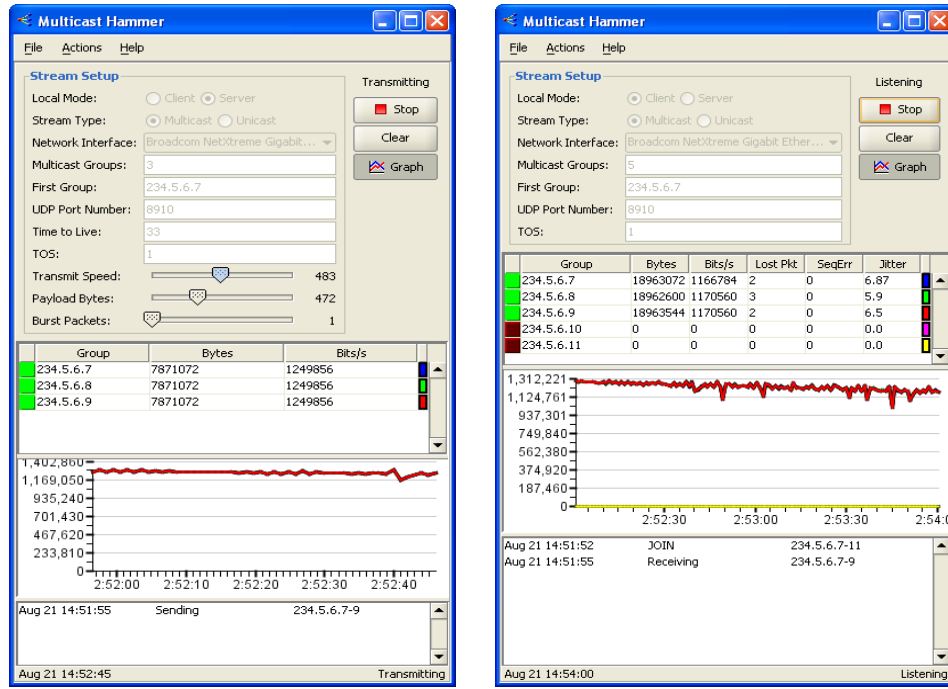 Multicast Hammer
File Actions Help
Stream Setup
Transmitting
Local Mode: Client Server
Stop
Stream Type: Multicast Unicast
Network Interface: Broadcom NetXtreme Gigabit...
Clear
Multicast Groups: 3
Graph
First Group: 234.5.6.7
UDP Port Number: 8910
Time to Live: 33
TOS: 1
Transmit Speed: 483
Payload Bytes: 472
Burst Packets: 1
Group Bytes Bits/s
234.5.6.7 7871072 1249856
234.5.6.8 7871072 1249856
234.5.6.9 7871072 1249856
1,402,860
1,169,050
935,240
701,430
467,620
233,810
0
2:52:00 2:52:10 2:52:20 2:52:30 2:52:40
Aug 21 14:51:55 Sending 234.5.6.7-9
Aug 21 14:52:45 Transmitting
Multicast Hammer
File Actions Help
Stream Setup
Listening
Local Mode: Client Server
Stop
Stream Type: Multicast Unicast
Network Interface: Broadcom NetXtreme Gigabit Ether...
Clear
Multicast Groups: 5
Graph
First Group: 234.5.6.7
UDP Port Number: 8910
TOS: 1
Group Bytes Bits/s Lost Pkt SeqErr Jitter
234.5.6.7 18963072 1166784 2 0 6.87
234.5.6.8 18962600 1170560 3 0 5.9
234.5.6.9 18963544 1170560 2 0 6.5
234.5.6.10 0 0 0 0 0.0
234.5.6.11 0 0 0 0 0.0
1,312,221
1,124,761
937,301
749,840
562,380
374,920
187,460
0
2:52:30 2:53:00 2:53:30 2:54:0
Aug 21 14:51:52 JOIN 234.5.6.7-11
Aug 21 14:51:55 Receiving 234.5.6.7-9
Aug 21 14:54:00 Listening